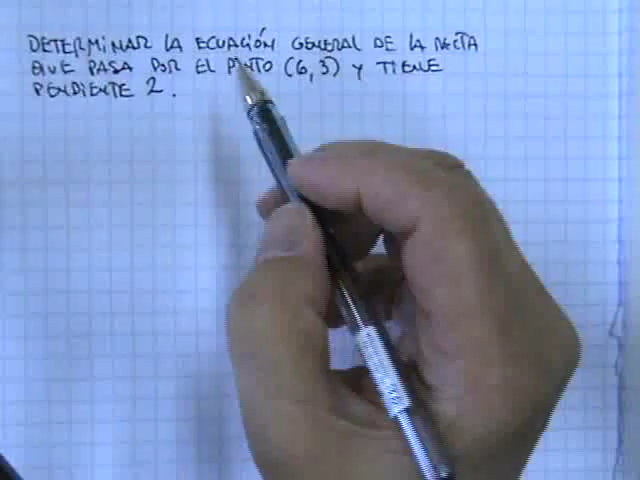 DETERMINAR LA ECUACIÓN GENERAL DE LA RECTA
QUE PASA POR EL PUNTO (6,3) Y TIENE
PENDIENTE 2.